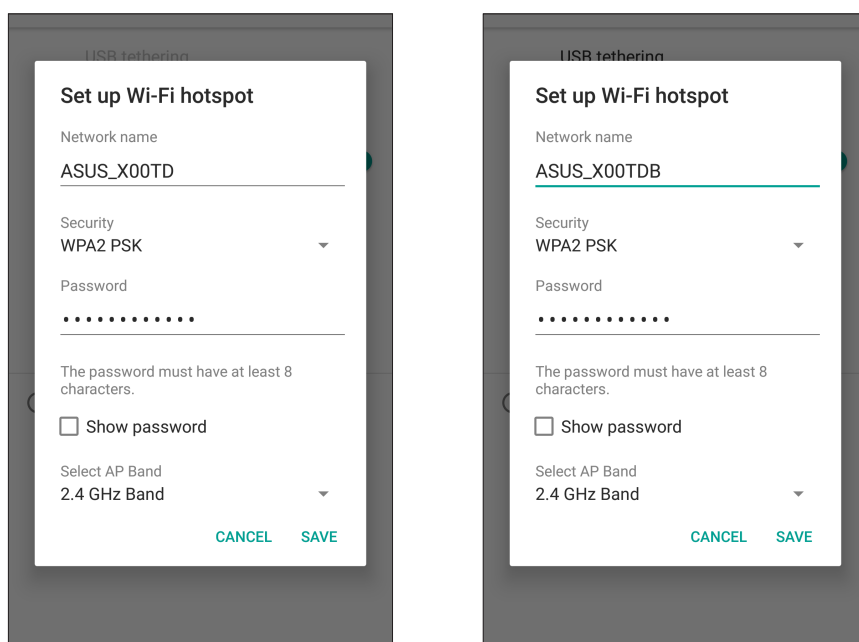 USB tethering
Set up Wi-Fi hotspot
Network name
ASUS_X00TD
Security
WPA2 PSK
Password
••••••••••••
The password must have at least 8
characters.
Show password
Select AP Band
2.4 GHz Band
CANCEL SAVE
USB tethering
Set up Wi-Fi hotspot
Network name
ASUS_X00TDB
Security
WPA2 PSK
Password
••••••••••••
The password must have at least 8
characters.
Show password
Select AP Band
2.4 GHz Band
CANCEL SAVE